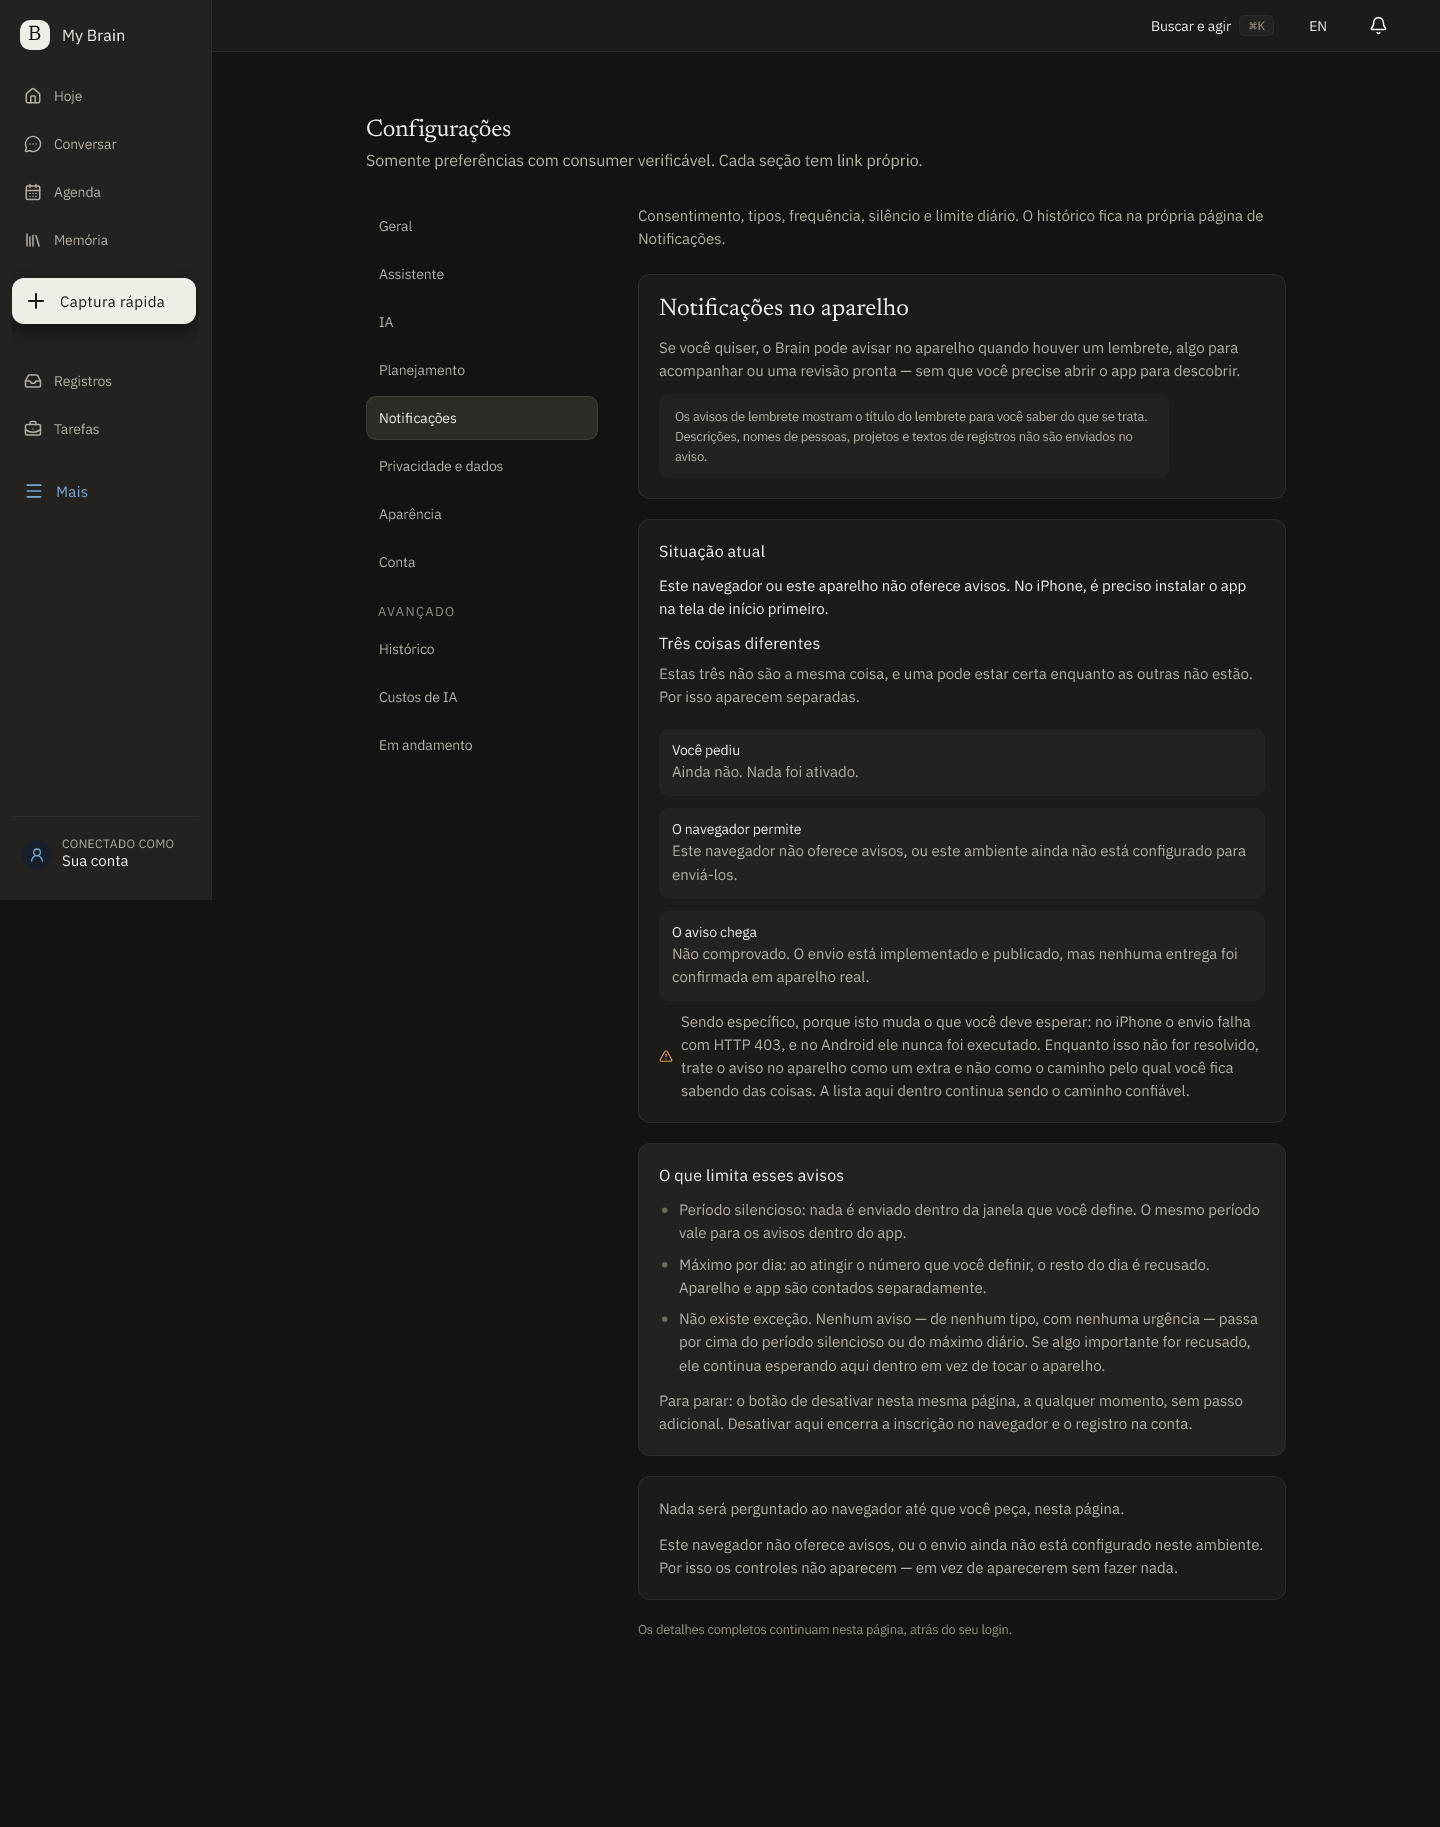 B My Brain
Buscar e agir ⌘K EN
Hoje
Conversar
Agenda
Memória
Captura rápida
Registros
Tarefas
Mais
CONECTADO COMO
Sua conta
Configurações
Somente preferências com consumer verificável. Cada seção tem link próprio.
Geral
Assistente
IA
Planejamento
Notificações
Privacidade e dados
Aparência
Conta
AVANÇADO
Histórico
Custos de IA
Em andamento
Consentimento, tipos, frequência, silêncio e limite diário. O histórico fica na própria página de
Notificações.
Notificações no aparelho
Se você quiser, o Brain pode avisar no aparelho quando houver um lembrete, algo para
acompanhar ou uma revisão pronta — sem que você precise abrir o app para descobrir.
Os avisos de lembrete mostram o título do lembrete para você saber do que se trata.
Descrições, nomes de pessoas, projetos e textos de registros não são enviados no
aviso.
Situação atual
Este navegador ou este aparelho não oferece avisos. No iPhone, é preciso instalar o app
na tela de início primeiro.
Três coisas diferentes
Estas três não são a mesma coisa, e uma pode estar certa enquanto as outras não estão.
Por isso aparecem separadas.
Você pediu
Ainda não. Nada foi ativado.
O navegador permite
Este navegador não oferece avisos, ou este ambiente ainda não está configurado para
enviá-los.
O aviso chega
Não comprovado. O envio está implementado e publicado, mas nenhuma entrega foi
confirmada em aparelho real.
Sendo específico, porque isto muda o que você deve esperar: no iPhone o envio falha
com HTTP 403, e no Android ele nunca foi executado. Enquanto isso não for resolvido,
trate o aviso no aparelho como um extra e não como o caminho pelo qual você fica
sabendo das coisas. A lista aqui dentro continua sendo o caminho confiável.
O que limita esses avisos
Período silencioso: nada é enviado dentro da janela que você define. O mesmo período
vale para os avisos dentro do app.
Máximo por dia: ao atingir o número que você definir, o resto do dia é recusado.
Aparelho e app são contados separadamente.
Não existe exceção. Nenhum aviso — de nenhum tipo, com nenhuma urgência — passa
por cima do período silencioso ou do máximo diário. Se algo importante for recusado,
ele continua esperando aqui dentro em vez de tocar o aparelho.
Para parar: o botão de desativar nesta mesma página, a qualquer momento, sem passo
adicional. Desativar aqui encerra a inscrição no navegador e o registro na conta.
Nada será perguntado ao navegador até que você peça, nesta página.
Este navegador não oferece avisos, ou o envio ainda não está configurado neste ambiente.
Por isso os controles não aparecem — em vez de aparecerem sem fazer nada.
Os detalhes completos continuam nesta página, atrás do seu login.